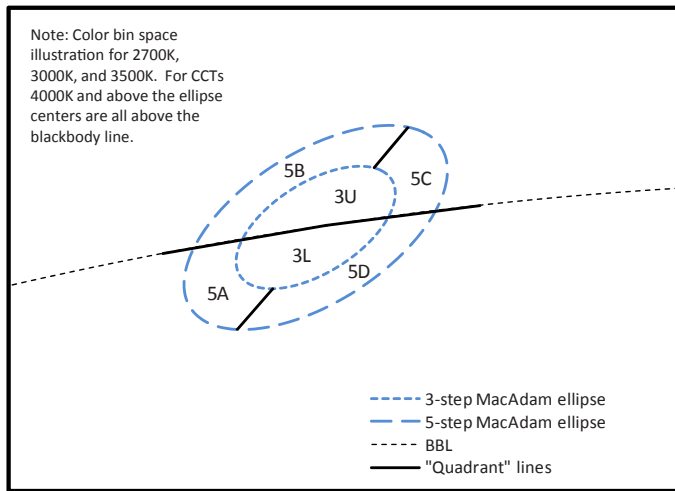 Note: Color bin space
illustration for 2700K,
3000K, and 3500K. For CCTs
4000K and above the ellipse
centers are all above the
blackbody line.
5B
5C
3U
3L
5D
5A
3-step MacAdam ellipse
5-step MacAdam ellipse
BBL
"Quadrant" lines